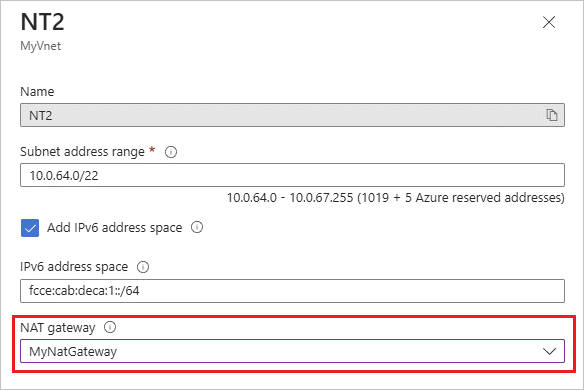 NT2
MyVnet
Name
NT2
Subnet address range *
10.0.64.0/22
10.0.64.0 - 10.0.67.255 (1019 + 5 Azure reserved addresses)
Add IPv6 address space
IPv6 address space
fcce:cab:deca:1::/64
NAT gateway
MyNatGateway